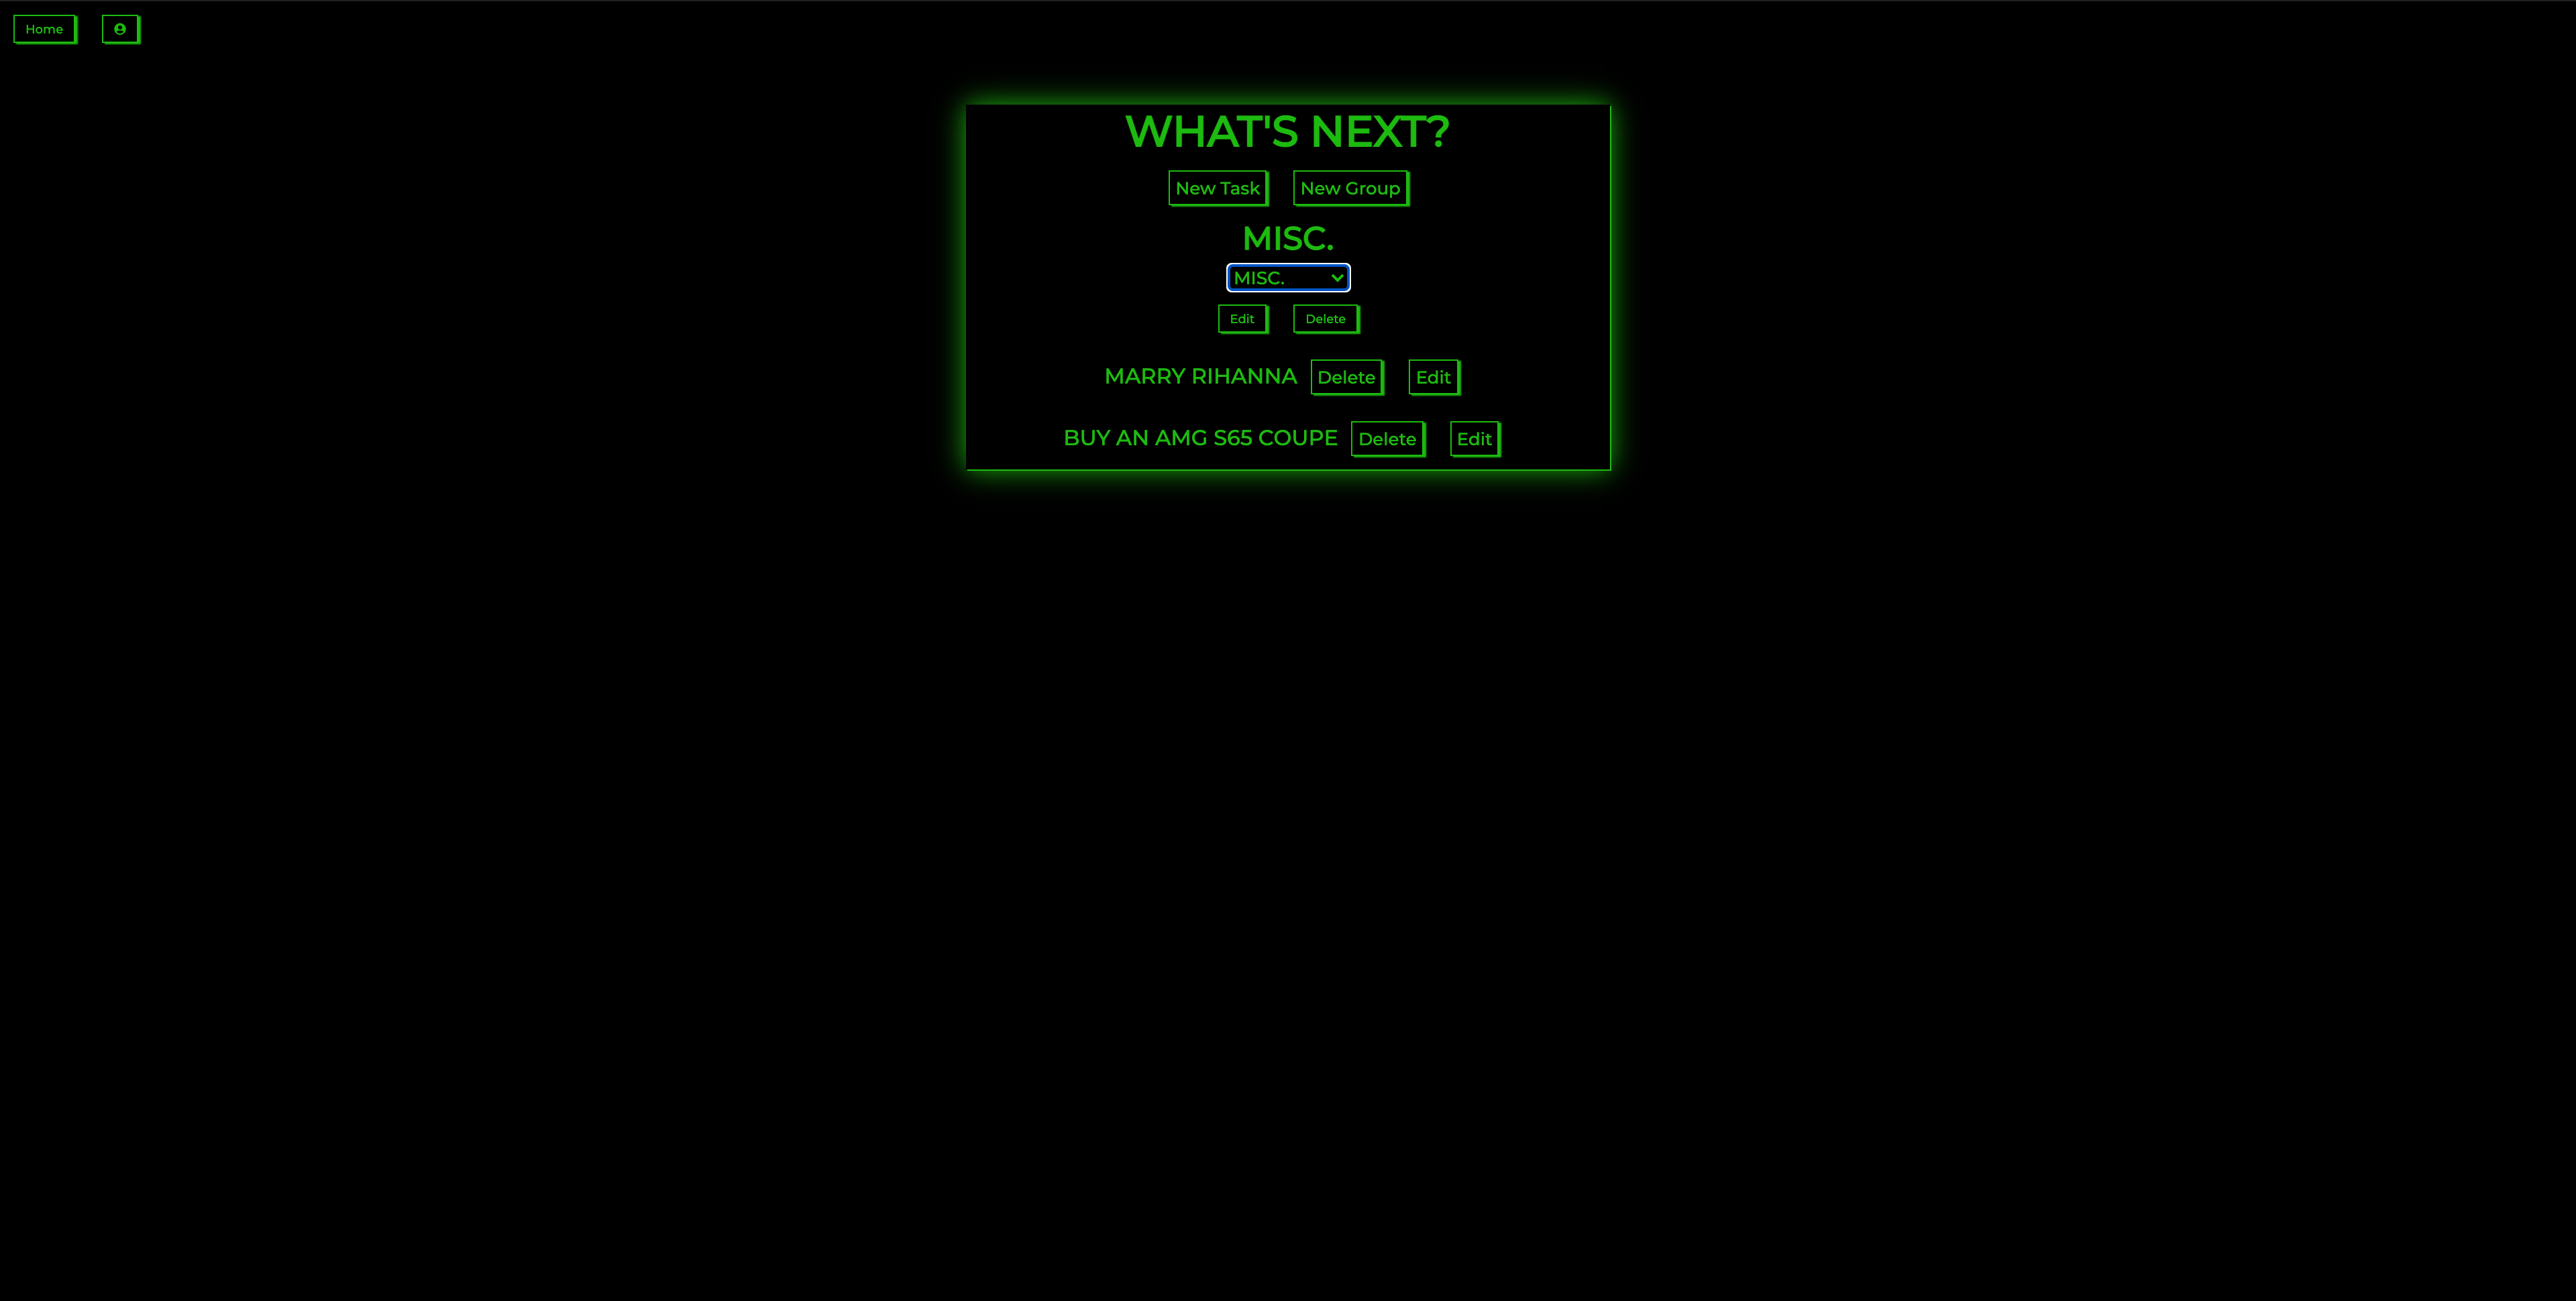 Home
WHAT'S NEXT?
New Task New Group
MISC.
MISC.
Edit Delete
MARRY RIHANNA Delete Edit
BUY AN AMG S65 COUPE Delete Edit